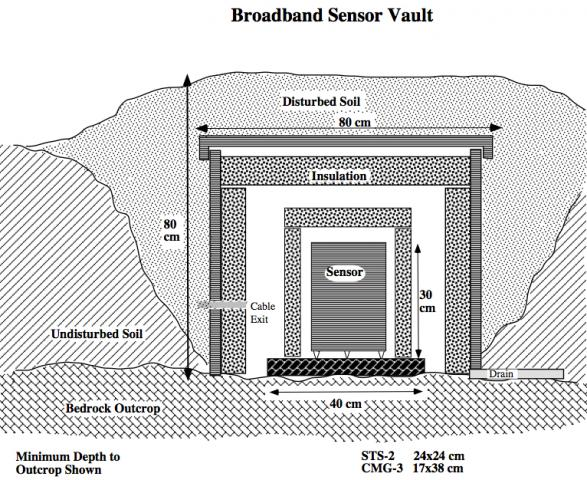 Broadband Sensor Vault
Disturbed Soil
80 cm
Insulation
80
cm
Sensor
30
cm
Cable
Exit
Undisturbed Soil
Drain
40 cm
Bedrock Outcrop
Minimum Depth to
Outcrop Shown
STS-2 24x24 cm
CMG-3 17x38 cm